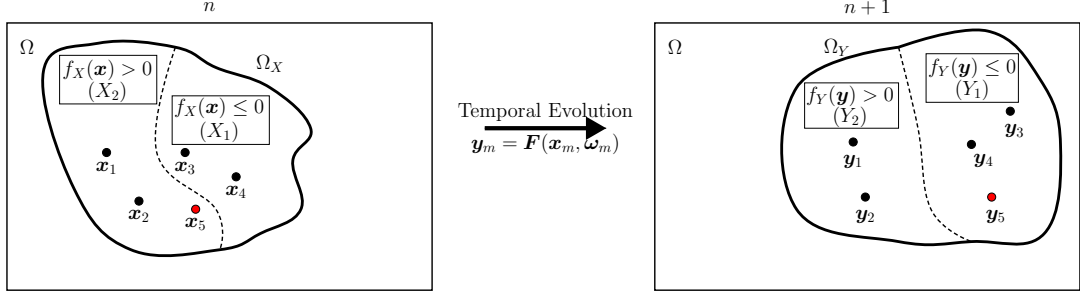 n
Ω
f_X(x) > 0
(X_2)
Ω_X
f_X(x) ≤ 0
(X_1)
x_1
x_2
x_3
x_4
x_5
Temporal Evolution
y_m = F(x_m, ω_m)
n + 1
Ω
Ω_Y
f_Y(y) > 0
(Y_2)
f_Y(y) ≤ 0
(Y_1)
y_1
y_2
y_3
y_4
y_5